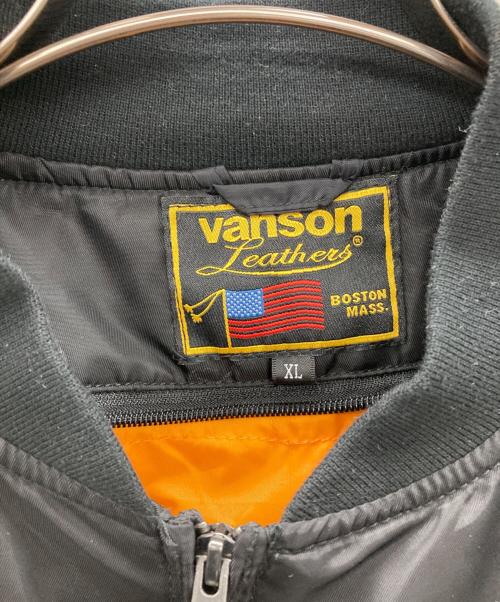 vanson
Leathers®
BOSTON
MASS.
XL